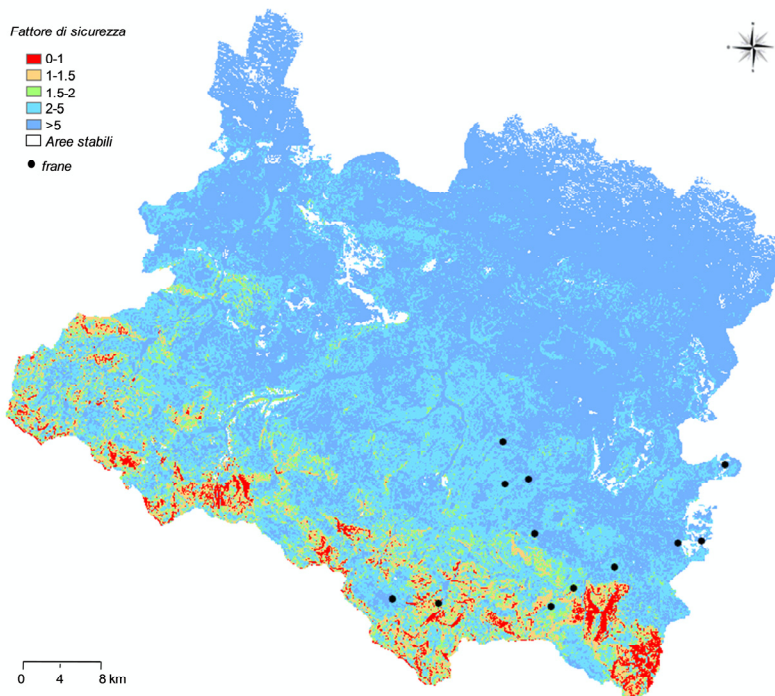 Fattore di sicurezza
0-1
1-1.5
1.5-2
2-5
>5
Aree stabili
frane
0 4 8 km